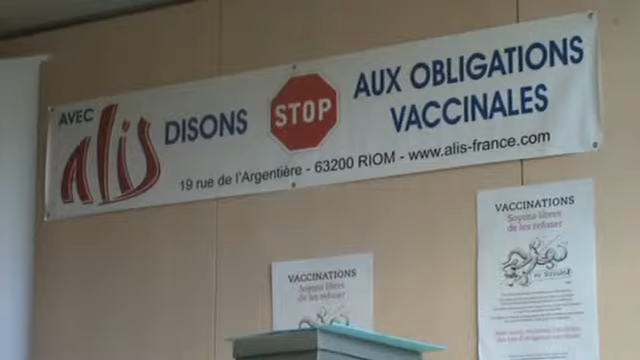 AVEC
alis
DISONS
STOP
AUX OBLIGATIONS
VACCINALES
19 rue de l'Argentière - 63200 RIOM - www.alis-france.com
VACCINATIONS
Soyons libres
de les refuser
VACCINATIONS
Soyons libres
de les refuser